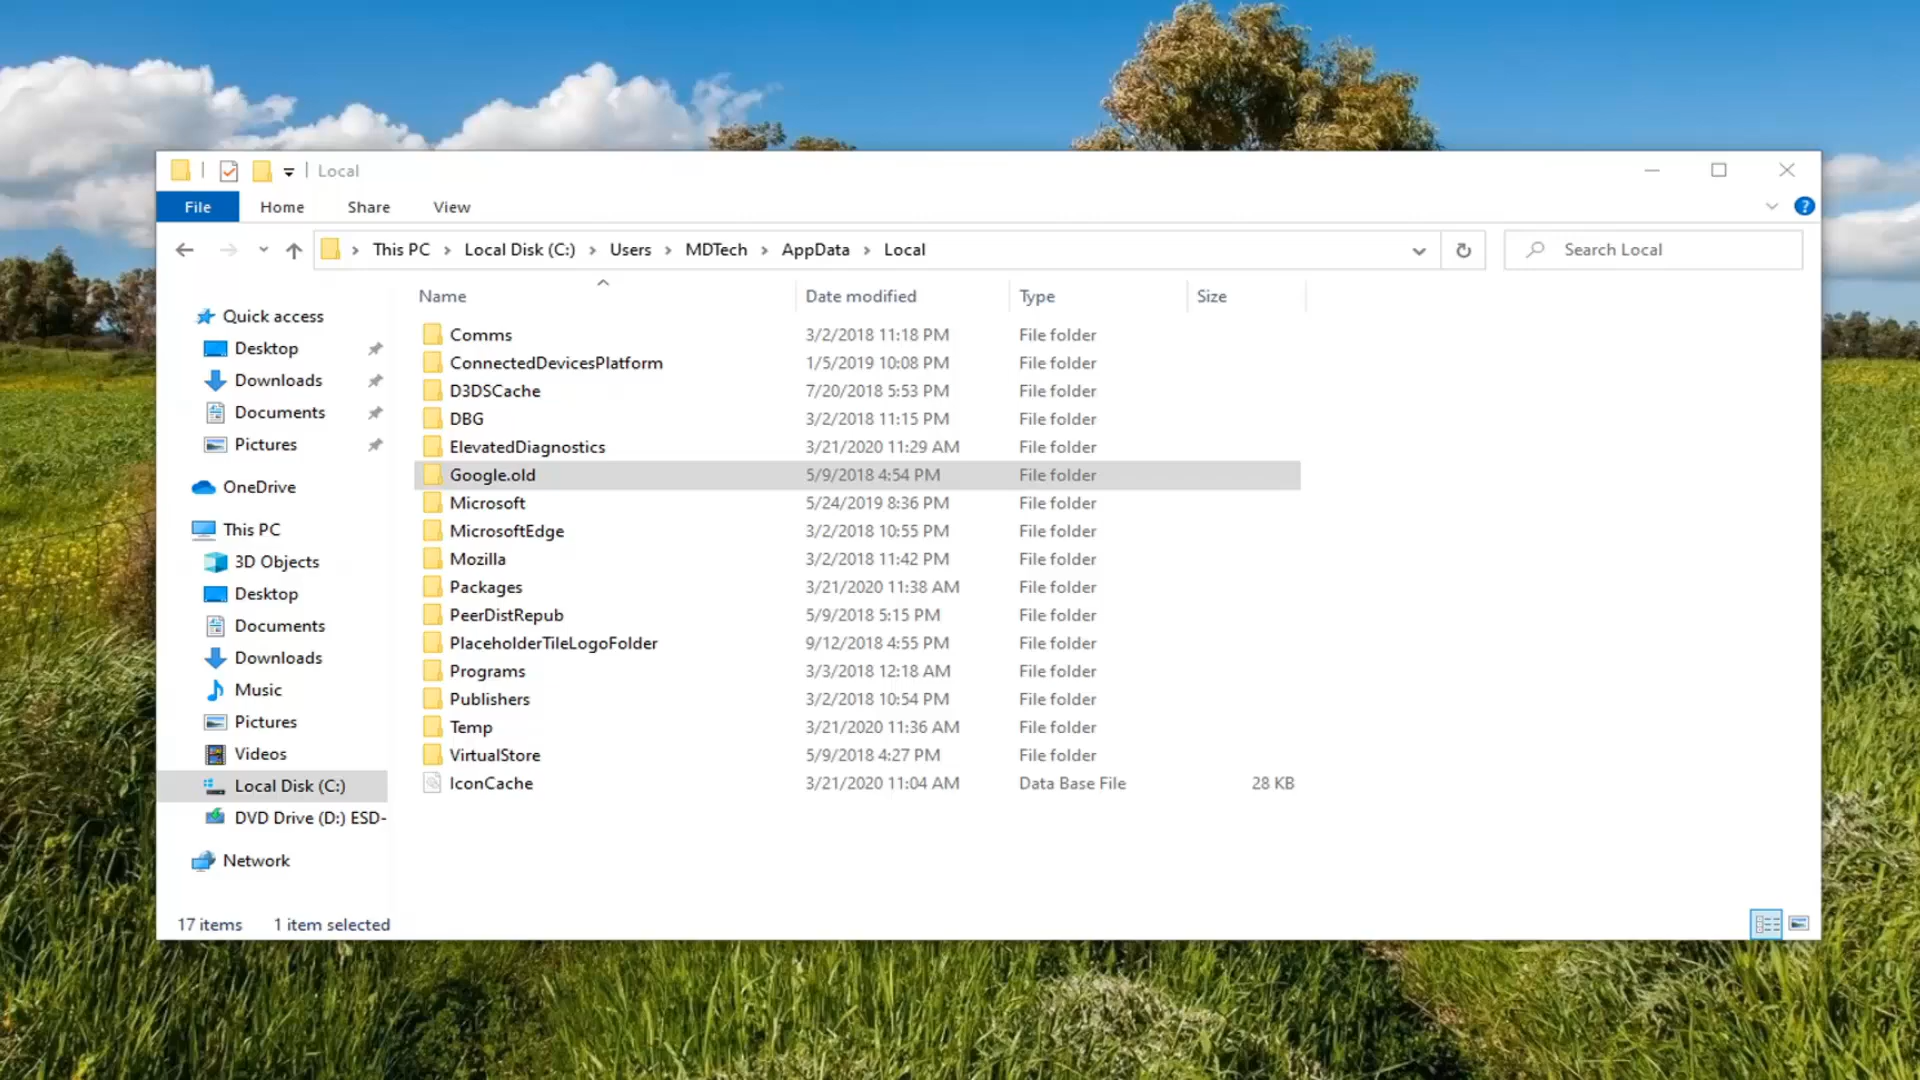 Local
File Home Share View
This PC Local Disk (C:) Users MDTech AppData Local
Search Local
Name Date modified Type Size
Quick access
Desktop
Downloads
Documents
Pictures
OneDrive
This PC
3D Objects
Desktop
Documents
Downloads
Music
Pictures
Videos
Local Disk (C:)
DVD Drive (D:) ESD-
Network
Comms 3/2/2018 11:18 PM File folder
ConnectedDevicesPlatform 1/5/2019 10:08 PM File folder
D3DSCache 7/20/2018 5:53 PM File folder
DBG 3/2/2018 11:15 PM File folder
ElevatedDiagnostics 3/21/2020 11:29 AM File folder
Google.old 5/9/2018 4:54 PM File folder
Microsoft 5/24/2019 8:36 PM File folder
MicrosoftEdge 3/2/2018 10:55 PM File folder
Mozilla 3/2/2018 11:42 PM File folder
Packages 3/21/2020 11:38 AM File folder
PeerDistRepub 5/9/2018 5:15 PM File folder
PlaceholderTileLogoFolder 9/12/2018 4:55 PM File folder
Programs 3/3/2018 12:18 AM File folder
Publishers 3/2/2018 10:54 PM File folder
Temp 3/21/2020 11:36 AM File folder
VirtualStore 5/9/2018 4:27 PM File folder
IconCache 3/21/2020 11:04 AM Data Base File 28 KB
17 items 1 item selected